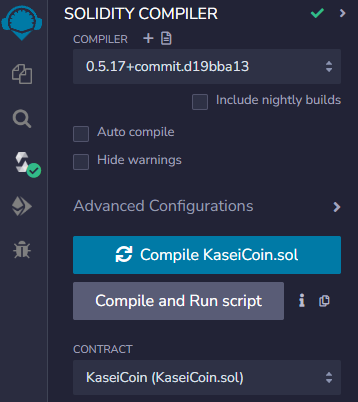 SOLIDITY COMPILER
COMPILER
0.5.17+commit.d19bba13
Include nightly builds
Auto compile
Hide warnings
Advanced Configurations
Compile KaseiCoin.sol
Compile and Run script
CONTRACT
KaseiCoin (KaseiCoin.sol)